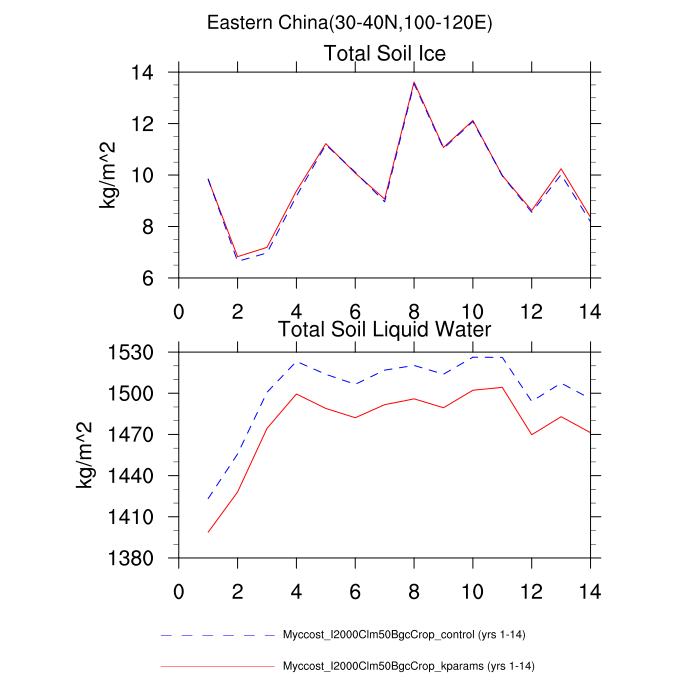 Eastern China(30-40N,100-120E)
Total Soil Ice
14
12
10
8
6
kg/m^2
0 2 4 6 8 10 12 14
Total Soil Liquid Water
1530
1500
1470
1440
1410
1380
kg/m^2
0 2 4 6 8 10 12 14
Myccost_I2000Clm50BgcCrop_control (yrs 1-14)
Myccost_I2000Clm50BgcCrop_kparams (yrs 1-14)